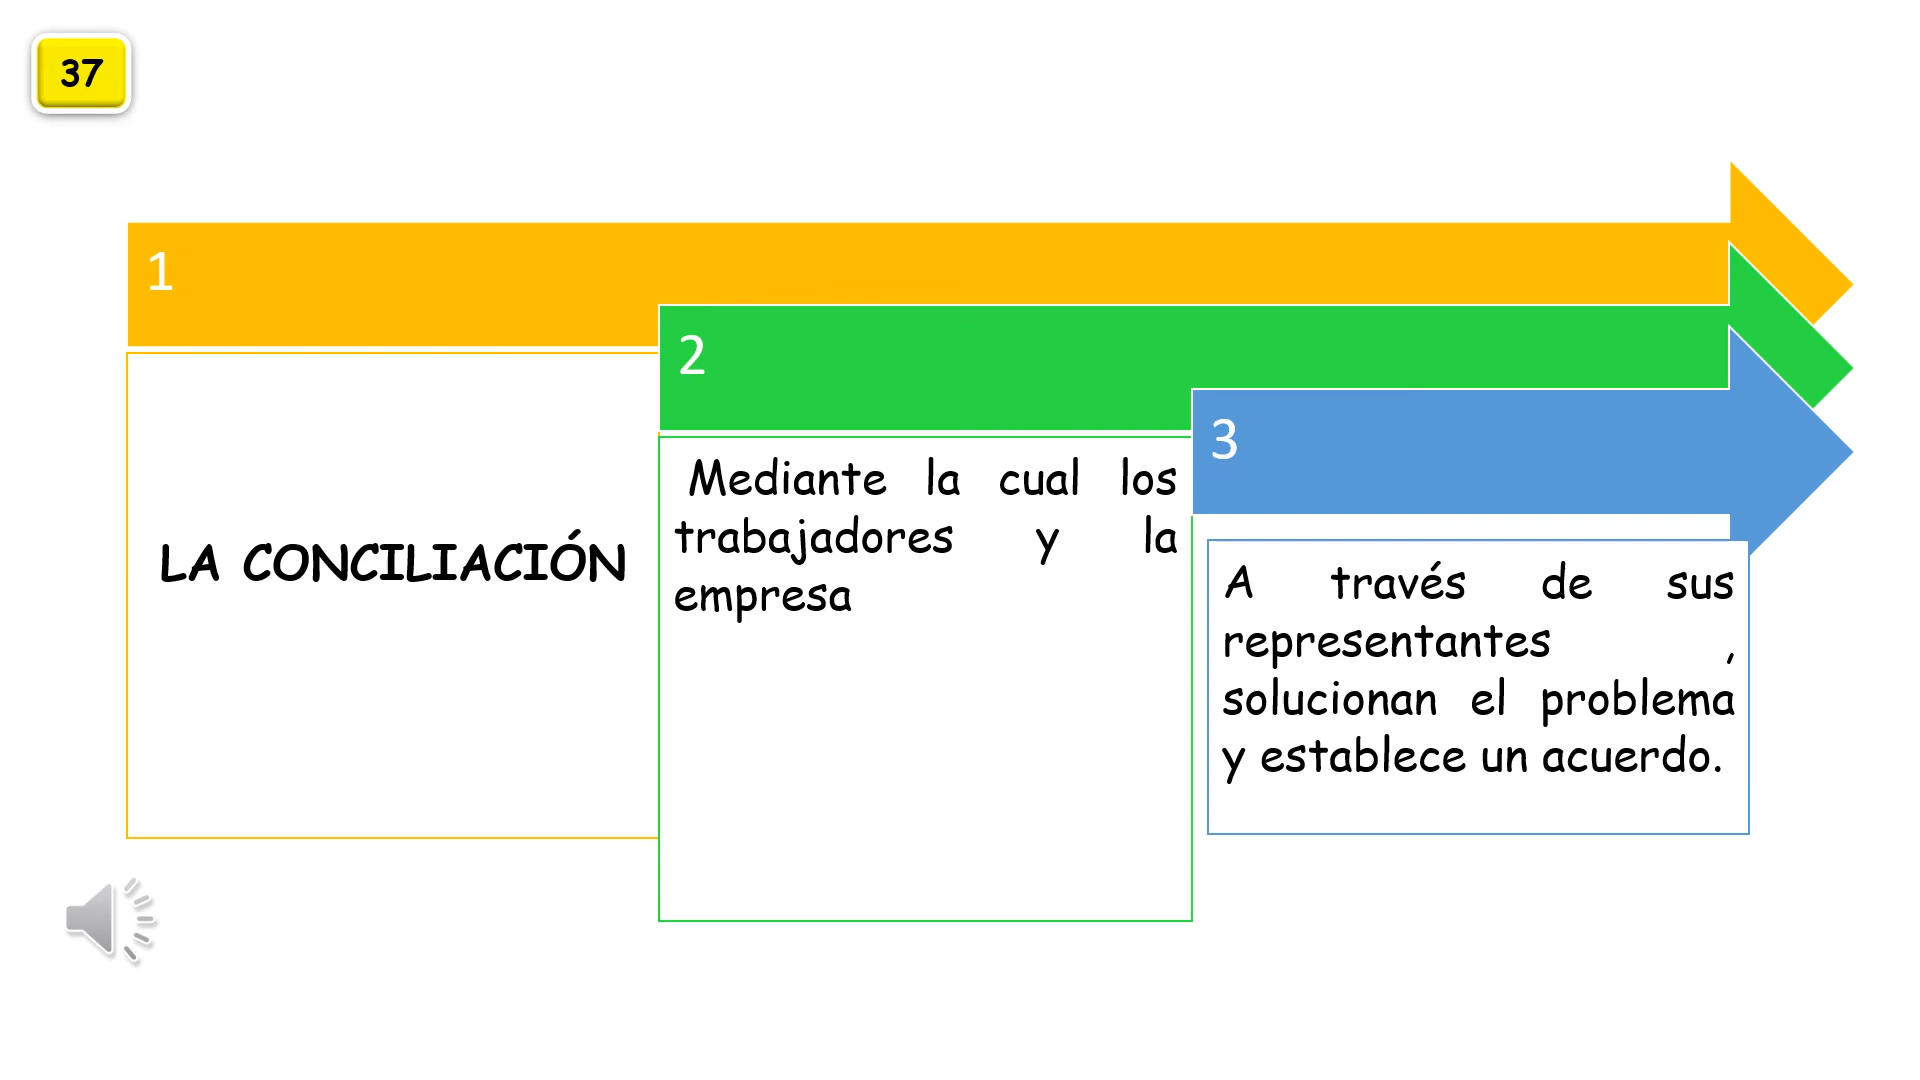 37
1
LA CONCILIACIÓN
2
Mediante la cual los
trabajadores y la
empresa
3
A través de sus
representantes ,
solucionan el problema
y establece un acuerdo.